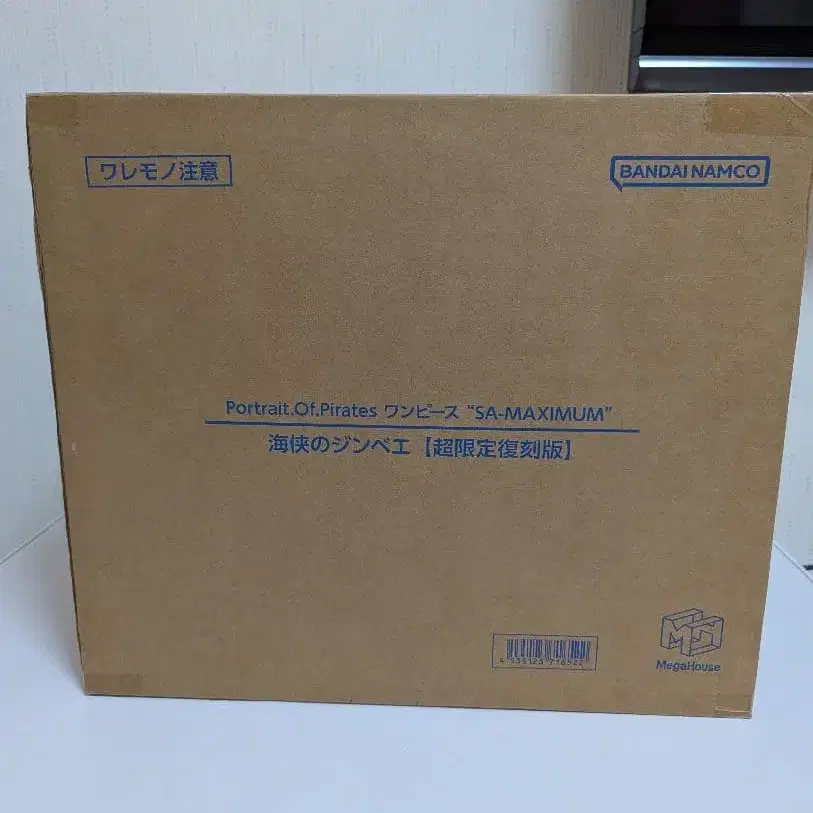 ワレモノ注意
BANDAI NAMCO
Portrait.Of.Pirates ワンピース "SA-MAXIMUM"
海侠のジンベエ【超限定復刻版】
MegaHouse